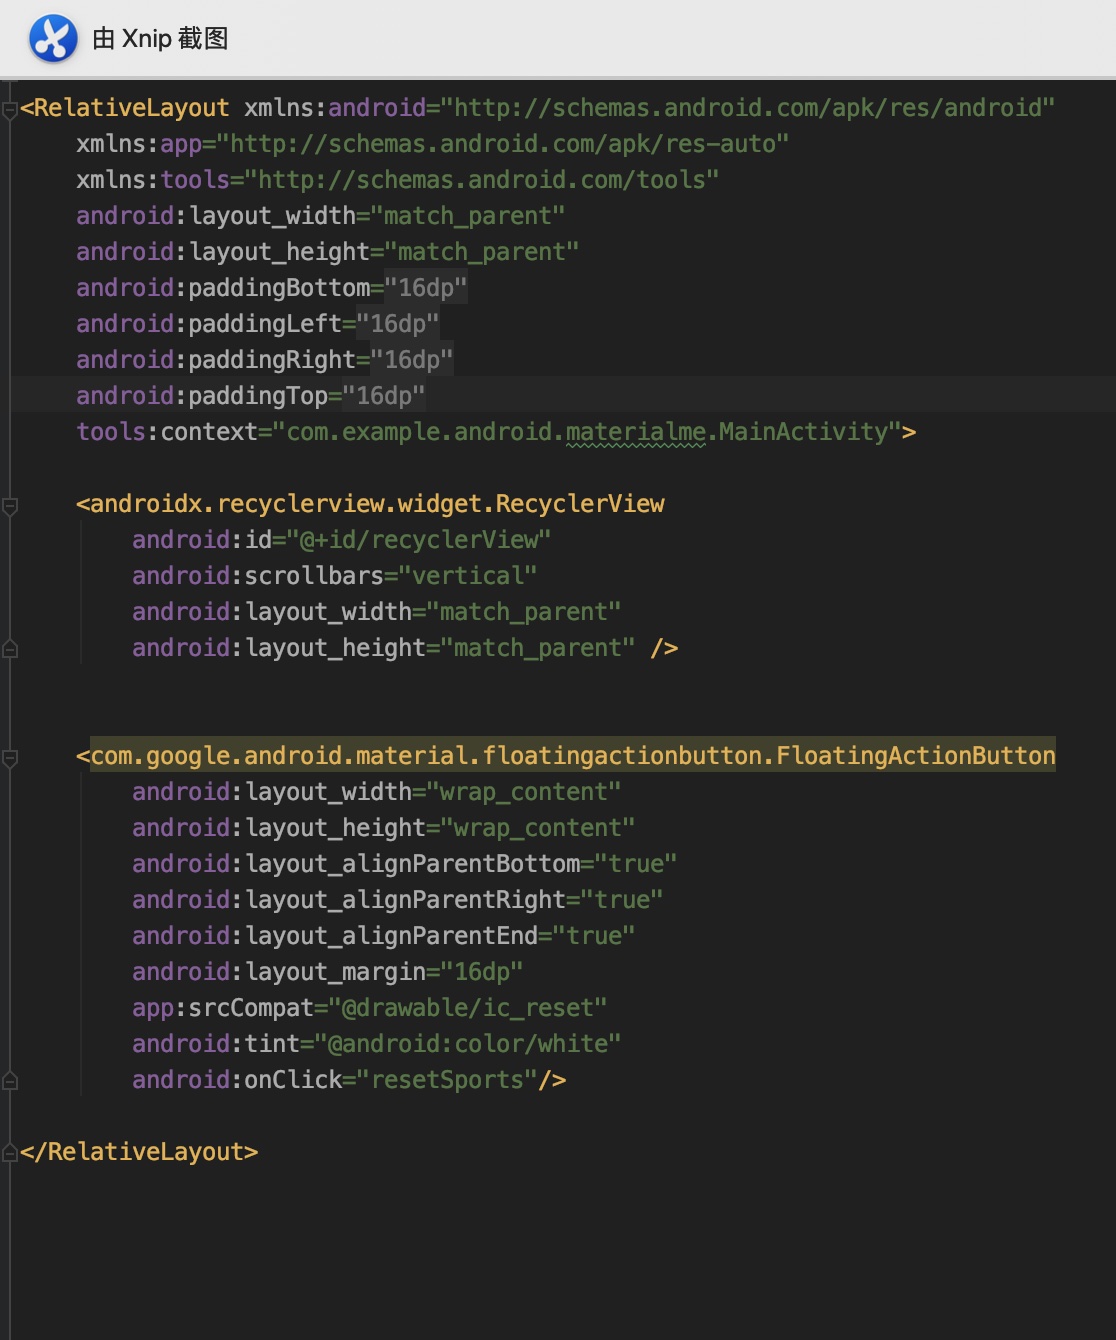 由 Xnip 截图
<RelativeLayout xmlns:android="http://schemas.android.com/apk/res/android"
xmlns:app="http://schemas.android.com/apk/res-auto"
xmlns:tools="http://schemas.android.com/tools"
android:layout_width="match_parent"
android:layout_height="match_parent"
android:paddingBottom="16dp"
android:paddingLeft="16dp"
android:paddingRight="16dp"
android:paddingTop="16dp"
tools:context="com.example.android.materialme.MainActivity">
<androidx.recyclerview.widget.RecyclerView
android:id="@+id/recyclerView"
android:scrollbars="vertical"
android:layout_width="match_parent"
android:layout_height="match_parent" />
<com.google.android.material.floatingactionbutton.FloatingActionButton
android:layout_width="wrap_content"
android:layout_height="wrap_content"
android:layout_alignParentBottom="true"
android:layout_alignParentRight="true"
android:layout_alignParentEnd="true"
android:layout_margin="16dp"
app:srcCompat="@drawable/ic_reset"
android:tint="@android:color/white"
android:onClick="resetSports"/>
</RelativeLayout>